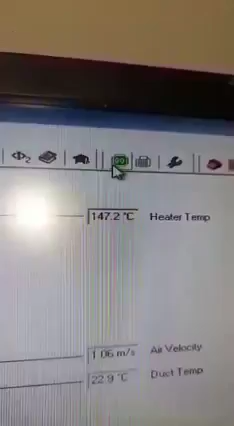 147.2 °C Heater Temp
1.06 m/s Air Velocity
22.9 °C Duct Temp